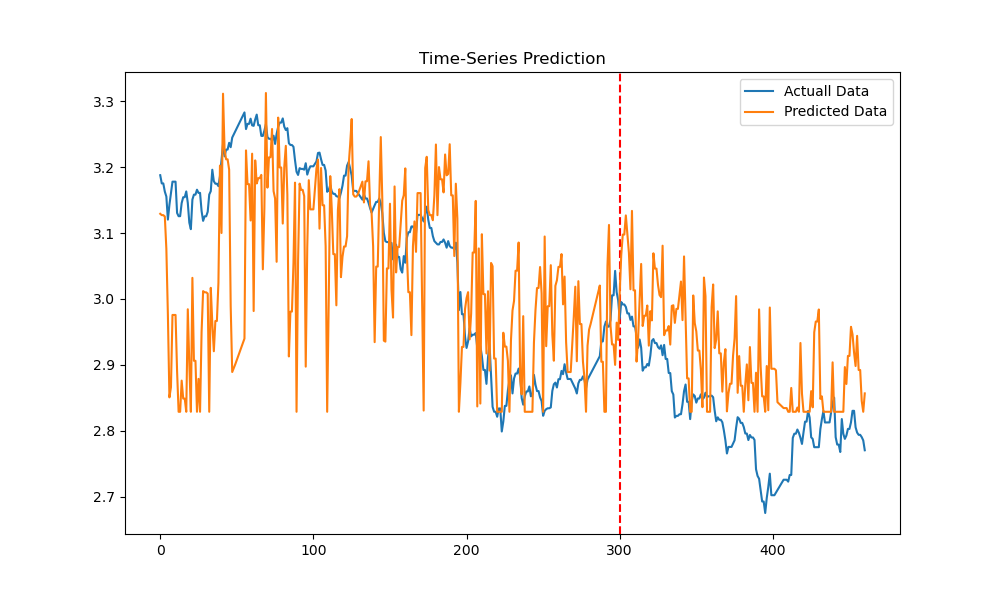 Time-Series Prediction
Actuall Data
Predicted Data
3.3
3.2
3.1
3.0
2.9
2.8
2.7
0 100 200 300 400